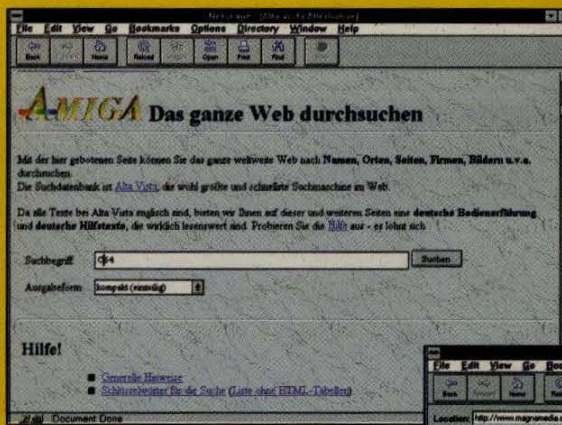 File Edit View Go Bookmarks Options Directory Window Help
Back Home Reload Open Print Find
AMIGA Das ganze Web durchsuchen
Mit der hier gebotenen Seite können Sie das ganze weltweite Web nach Namen, Orten, Seiten, Firmen, Bildern u.v.a.
durchsuchen.
Die Suchdatenbank ist Alta Vista, die wohl größte und schnellste Suchmaschine im Web.
Da alle Texte bei Alta Vista englisch sind, bieten wir Ihnen auf dieser und weiteren Seiten eine deutsche Bedienerführung
und deutsche Hilfstexte, die wirklich lesenswert sind. Probieren Sie die Hilfe aus - es lohnt sich
Suchbegriff: C64 Suchen
Ausgabeform: kompakt (einzeilig)
Hilfe!
Generelle Hinweise
Schlüsselwörter für die Suche (Liste ohne HTML-Tabellen)
Document Done
File Edit View Go
Back Home
Location: http://www.magnamedia.